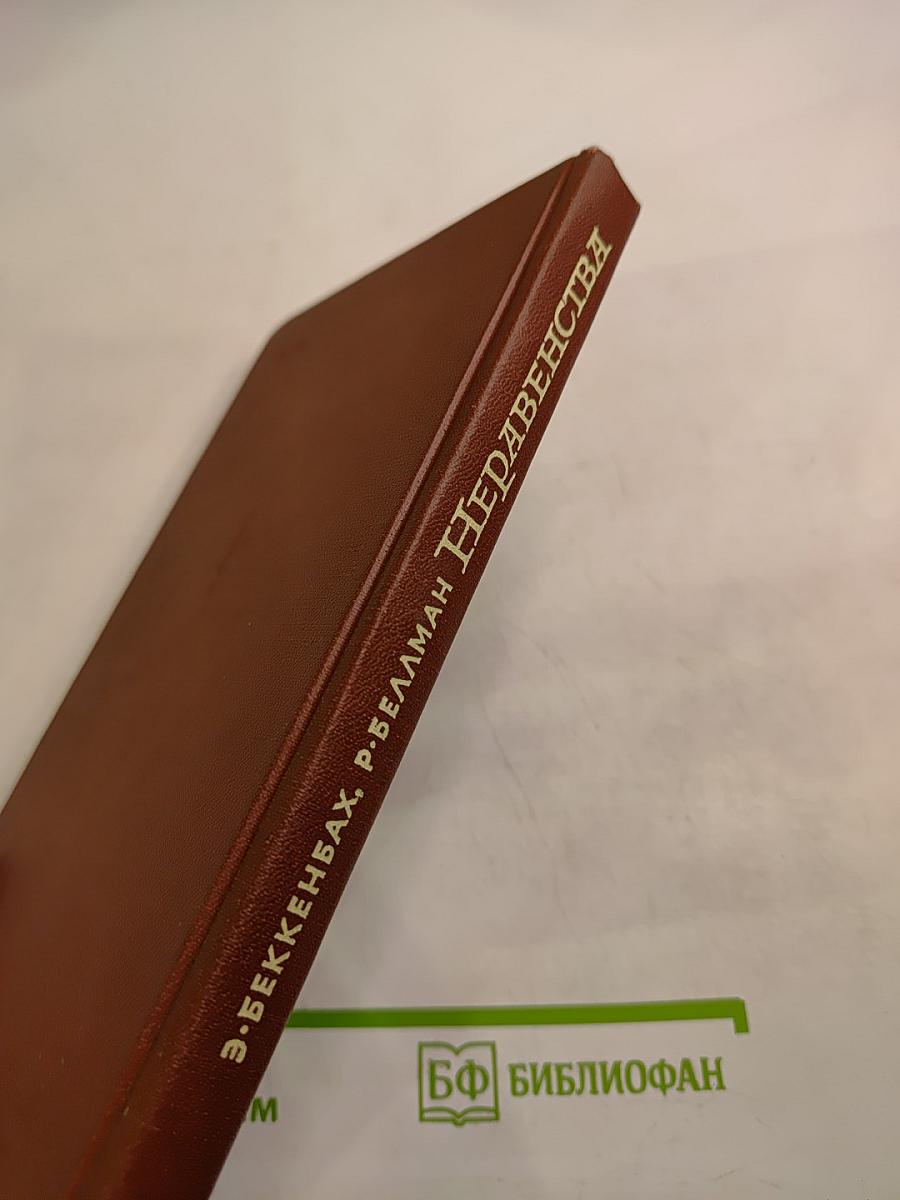 Э·БЕККЕНБАХ, Р·БЕЛЛМАН НЕРАВЕНСТВА
БФ БИБЛИОФАН